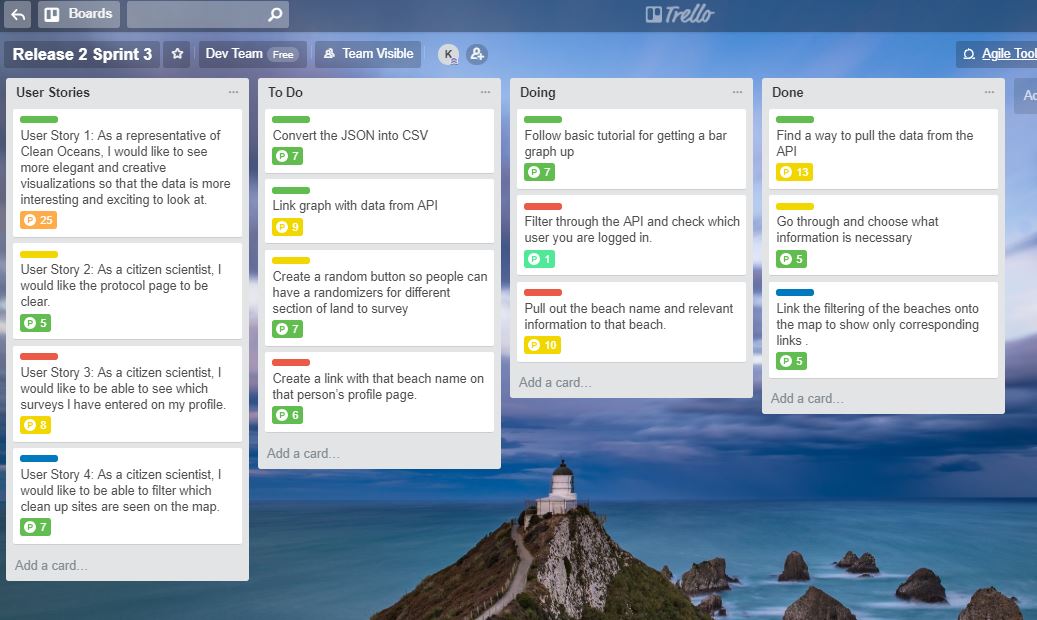 Boards
Trello
Release 2 Sprint 3
Dev Team Free
Team Visible
K
Agile Tool
Ad
User Stories
User Story 1: As a representative of
Clean Oceans, I would like to see
more elegant and creative
visualizations so that the data is more
interesting and exciting to look at.
P 25
User Story 2: As a citizen scientist, I
would like the protocol page to be
clear.
P 5
User Story 3: As a citizen scientist, I
would like to be able to see which
surveys I have entered on my profile.
P 8
User Story 4: As a citizen scientist, I
would like to be able to filter which
clean up sites are seen on the map.
P 7
Add a card...
To Do
Convert the JSON into CSV
P 7
Link graph with data from API
P 9
Create a random button so people can
have a randomizers for different
section of land to survey
P 7
Create a link with that beach name on
that person's profile page.
P 6
Add a card...
Doing
Follow basic tutorial for getting a bar
graph up
P 7
Filter through the API and check which
user you are logged in.
P 1
Pull out the beach name and relevant
information to that beach.
P 10
Add a card...
Done
Find a way to pull the data from the
API
P 13
Go through and choose what
information is necessary
P 5
Link the filtering of the beaches onto
the map to show only corresponding
links .
P 5
Add a card...